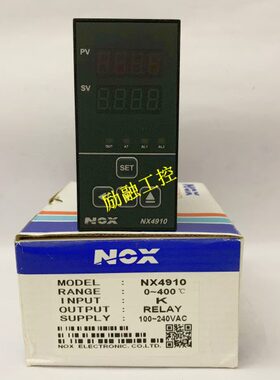 PV
SV
OUT AT AL1 AL2
SET
励融工控
NOX NX4910
NOX
MODEL : NX4910
RANGE : 0~400℃
INPUT : K
OUTPUT : RELAY
SUPPLY : 100~240VAC
NOX ELECTRONIC.CO.,LTD.